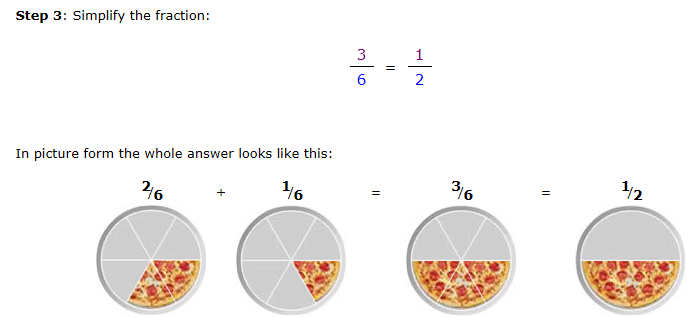 Step 3: Simplify the fraction:
3/6 = 1/2
In picture form the whole answer looks like this:
2/6 + 1/6 = 3/6 = 1/2